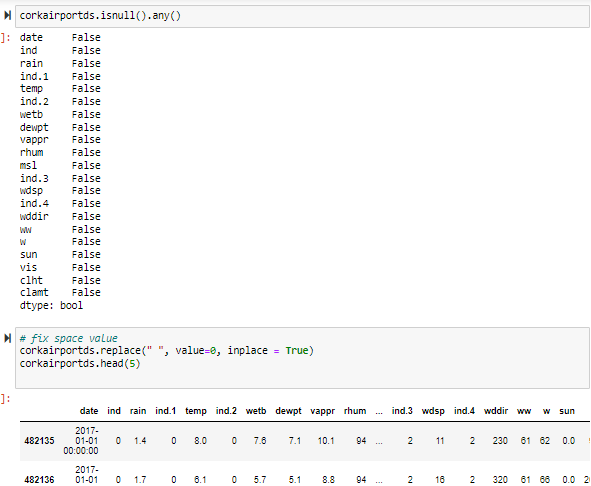 corkairportds.isnull().any()
]: date False
ind False
rain False
ind.1 False
temp False
ind.2 False
wetb False
dewpt False
vappr False
rhum False
msl False
ind.3 False
wdsp False
ind.4 False
wddir False
ww False
w False
sun False
vis False
clht False
clamt False
dtype: bool
# fix space value
corkairportds.replace(" ", value=0, inplace = True)
corkairportds.head(5)
]:
date ind rain ind.1 temp ind.2 wetb dewpt vappr rhum ... ind.3 wdsp ind.4 wddir ww w sun
2017-
482135 01-01 0 1.4 0 8.0 0 7.6 7.1 10.1 94 ... 2 11 2 230 61 62 0.0
00:00:00
2017-
482136 01-01 0 1.7 0 6.1 0 5.7 5.1 8.8 94 ... 2 16 2 320 61 66 0.0 2